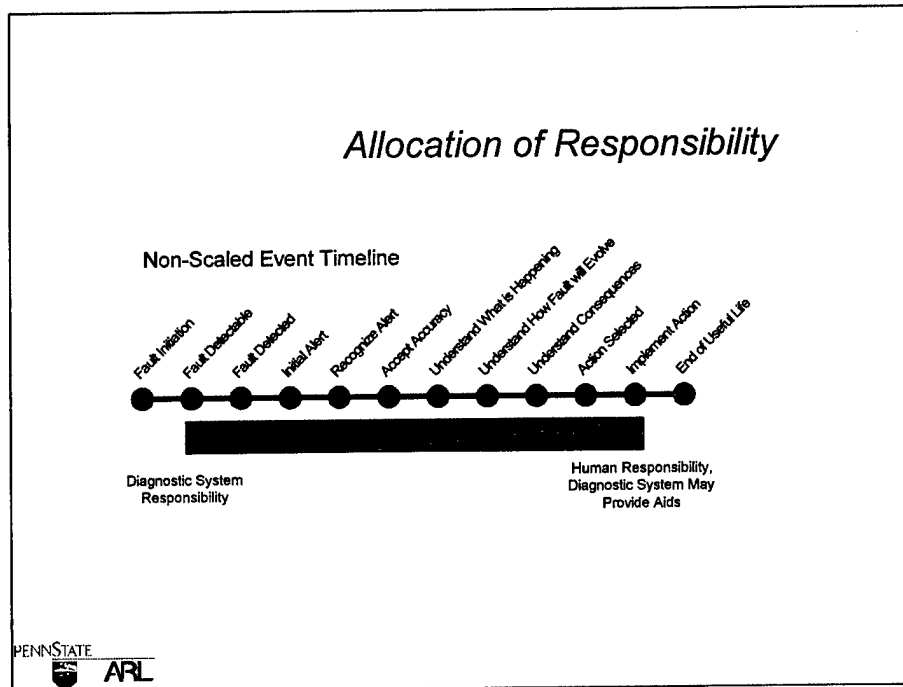 Allocation of Responsibility
Non-Scaled Event Timeline
Fault Initiation
Fault Detectable
Fault Detected
Initial Alert
Recognize Alert
Accept Accuracy
Understand What is Happening
Understand How Fault will Evolve
Understand Consequences
Action Selected
Implement Action
End of Useful Life
Diagnostic System
Responsibility
Human Responsibility,
Diagnostic System May
Provide Aids
PENNSTATE
ARL